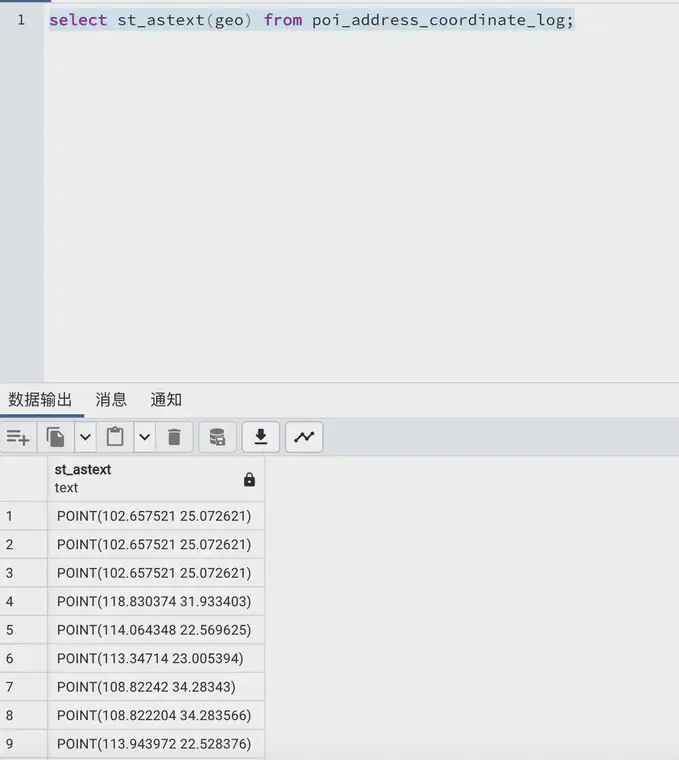 1 select st_astext(geo) from poi_address_coordinate_log;
数据输出 消息 通知
st_astext
text
1 POINT(102.657521 25.072621)
2 POINT(102.657521 25.072621)
3 POINT(102.657521 25.072621)
4 POINT(118.830374 31.933403)
5 POINT(114.064348 22.569625)
6 POINT(113.34714 23.005394)
7 POINT(108.82242 34.28343)
8 POINT(108.822204 34.283566)
9 POINT(113.943972 22.528376)